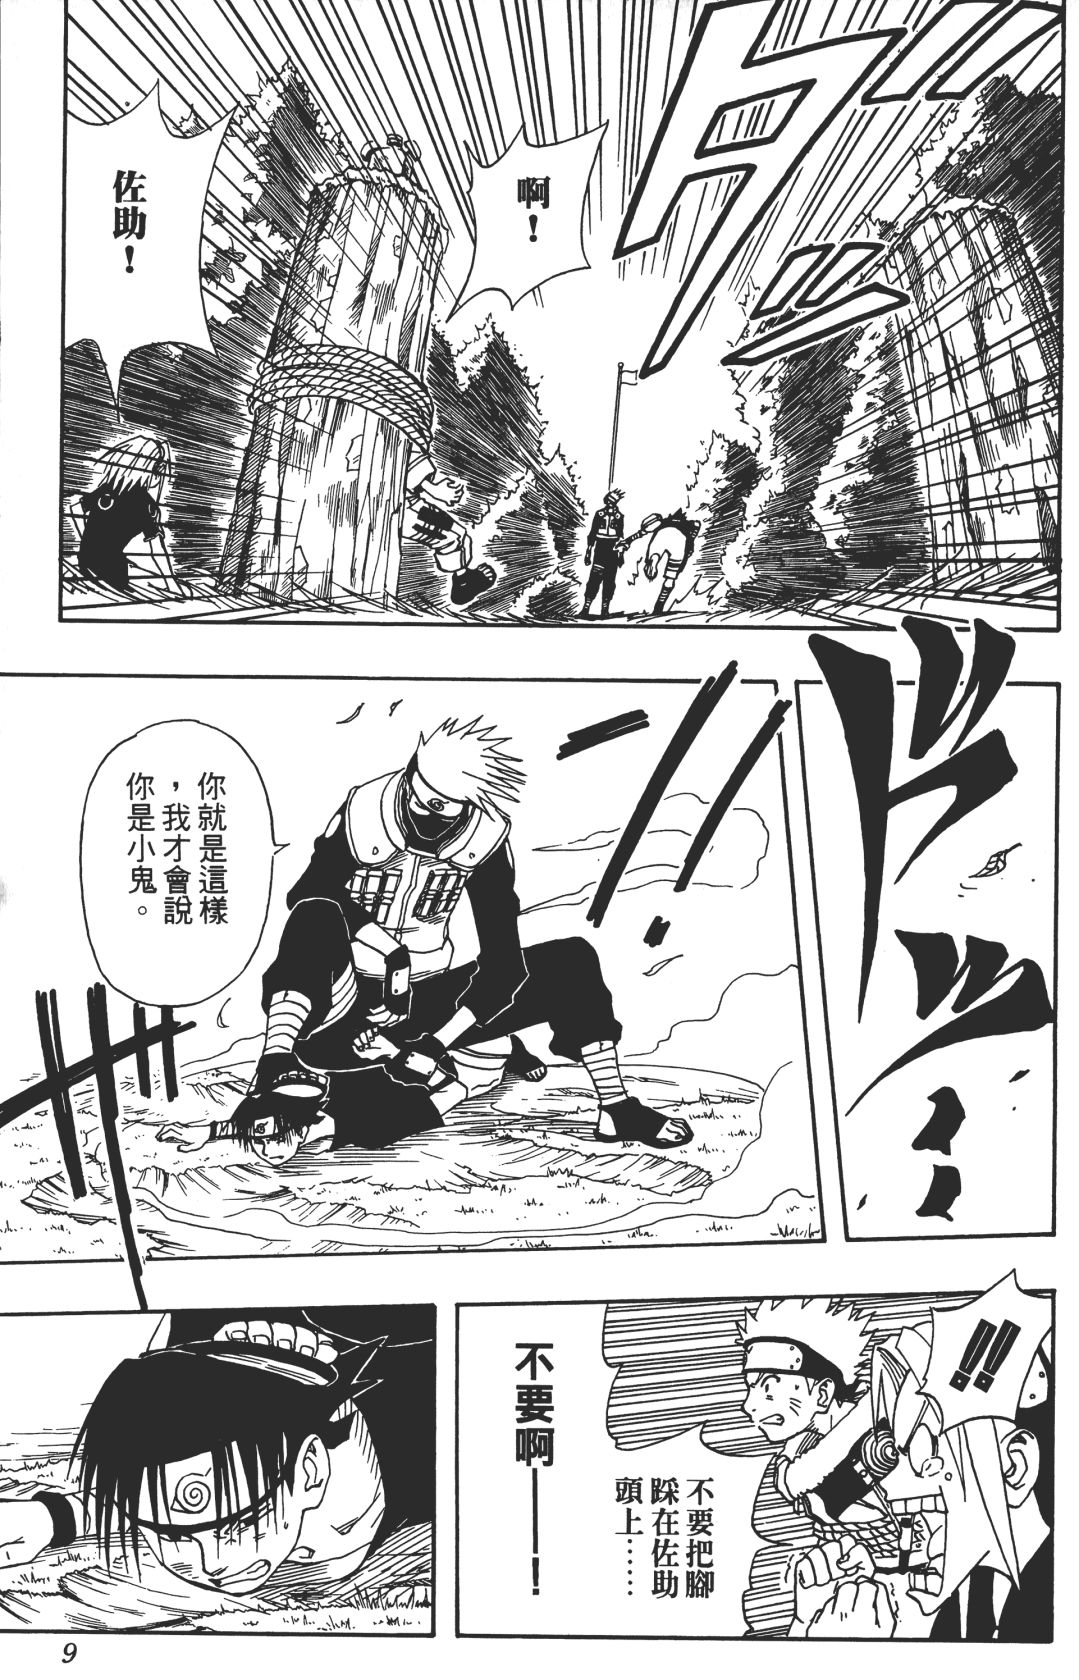 ダッ
啊！
佐助！
ドッ
你就是這樣
，我才會說
你是小鬼。
!!
不要把腳
踩在佐助
頭上……
不要啊——！
9